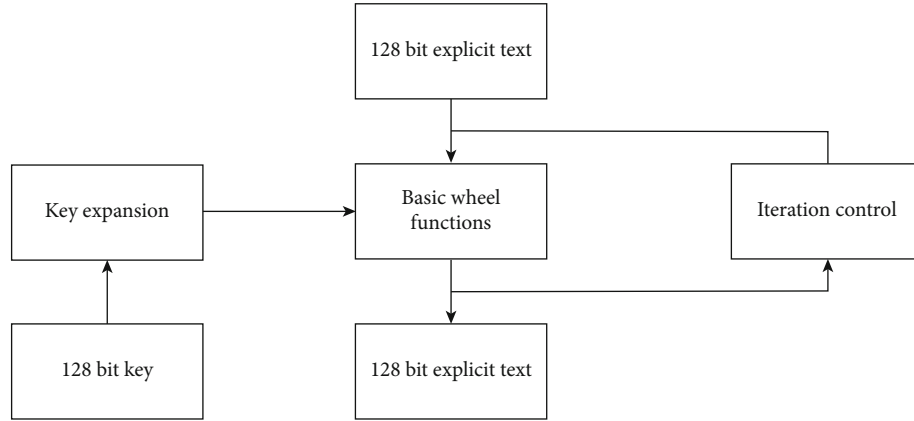 128 bit explicit text
Key expansion
Basic wheel
functions
Iteration control
128 bit key
128 bit explicit text